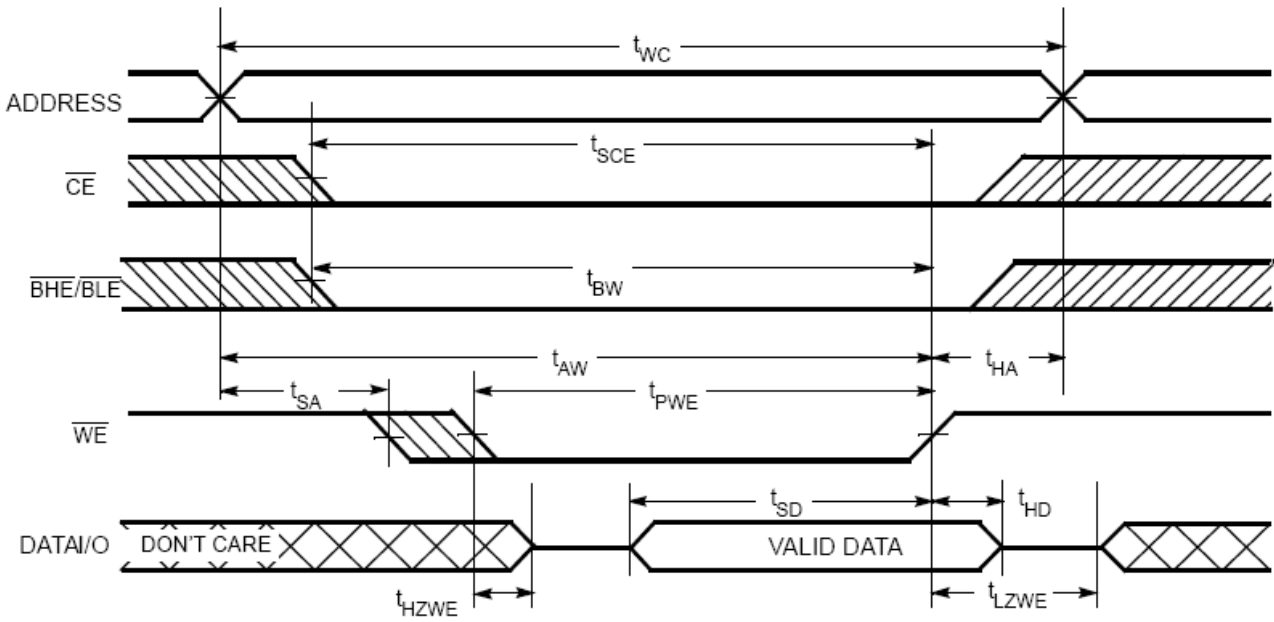 tWC
ADDRESS
tSCE
CE
tBW
BHE/BLE
tAW
tHA
tSA
tPWE
WE
tSD
tHD
DATAI/O
DON'T CARE
VALID DATA
tHZWE
tLZWE